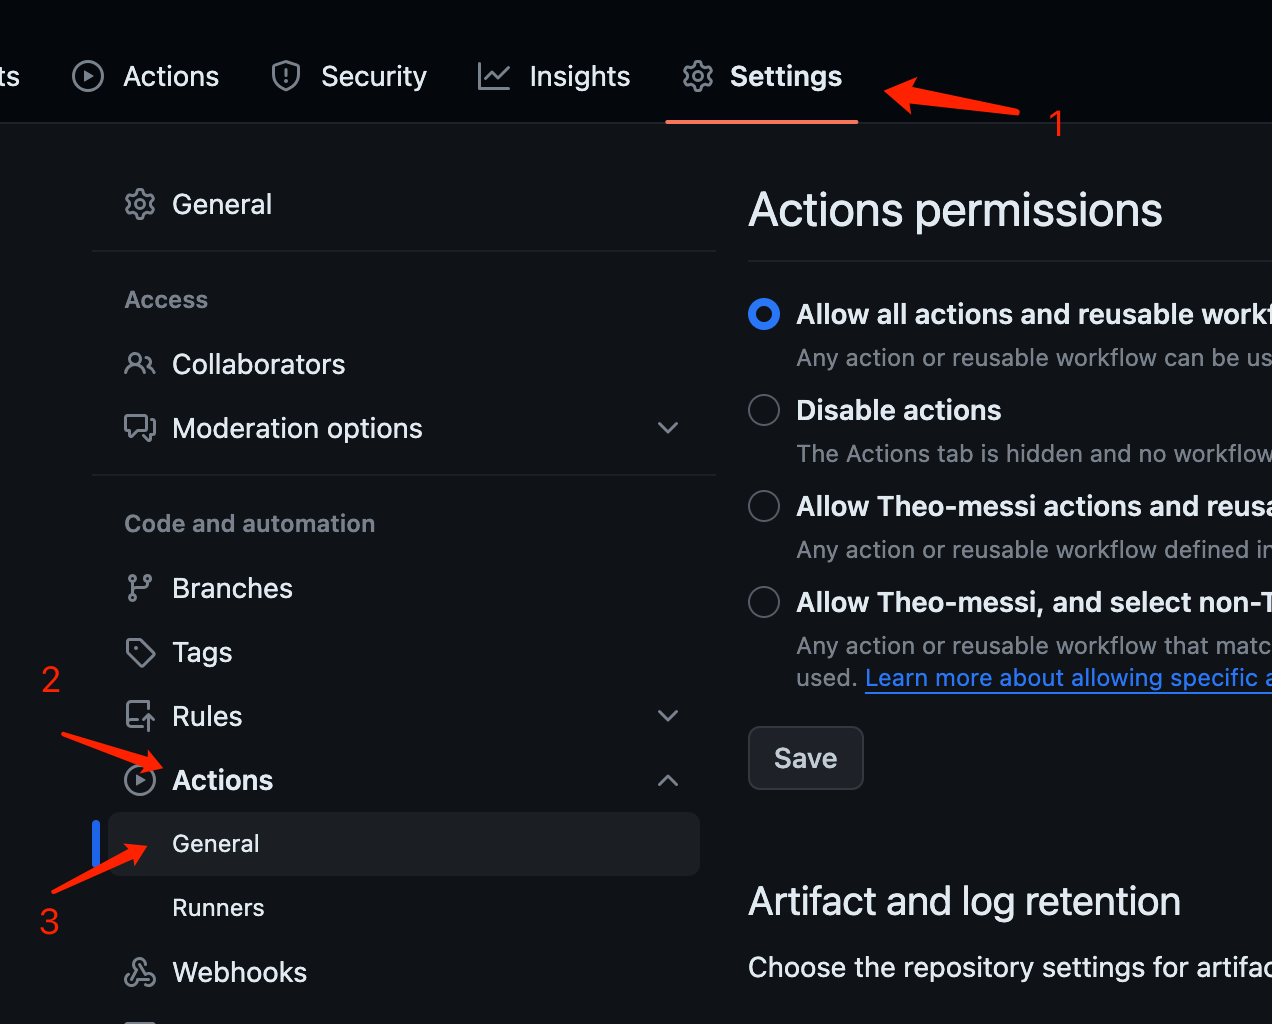 ts Actions Security Insights Settings
1
General
Access
Collaborators
Moderation options
Code and automation
Branches
Tags
2
Rules
Actions
General
3
Runners
Webhooks
Actions permissions
Allow all actions and reusable workf
Any action or reusable workflow can be us
Disable actions
The Actions tab is hidden and no workflow
Allow Theo-messi actions and reusa
Any action or reusable workflow defined in
Allow Theo-messi, and select non-T
Any action or reusable workflow that matc
used. Learn more about allowing specific a
Save
Artifact and log retention
Choose the repository settings for artifac